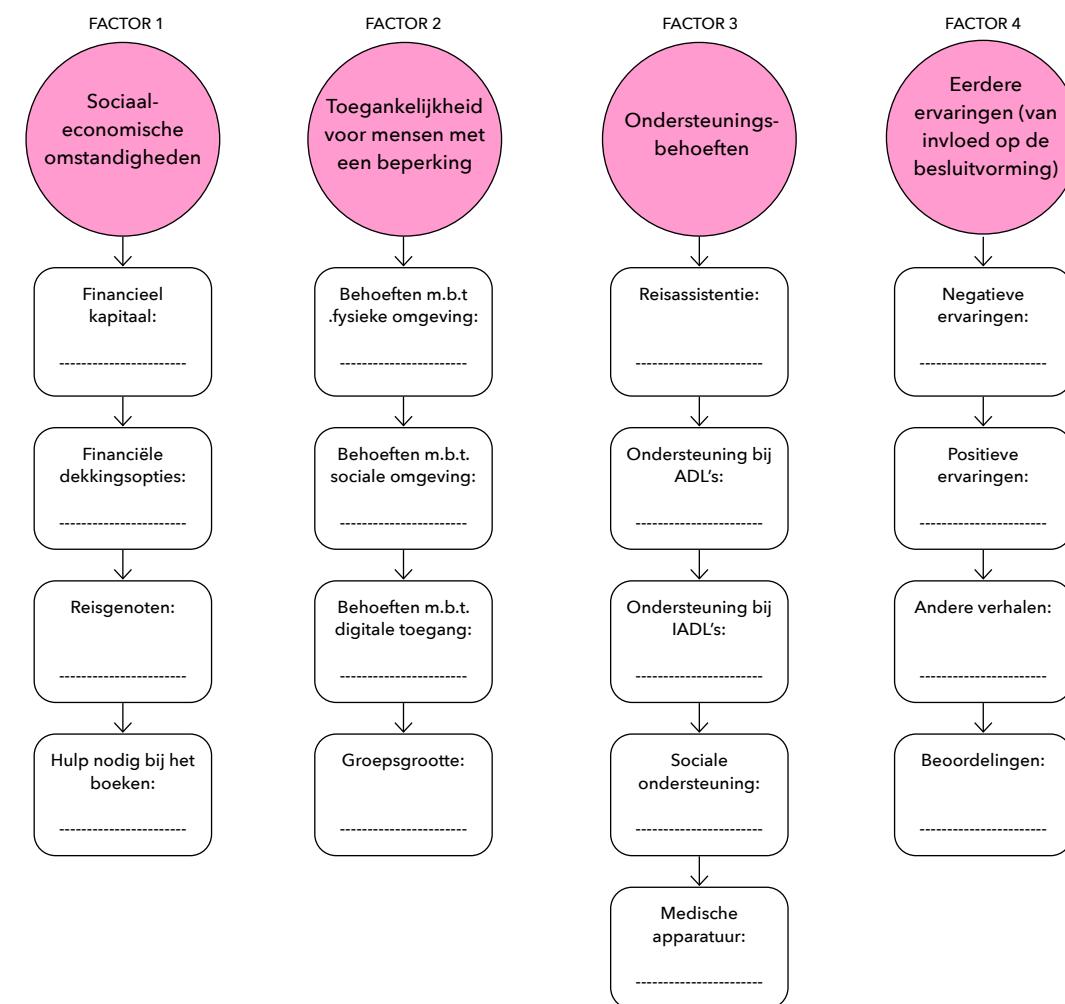 FACTOR 1
Sociaal-
economische
omstandigheden
Financieel
kapitaal:
-----------------------
Financiële
dekkingsopties:
-----------------------
Reisgenoten:
-----------------------
Hulp nodig bij het
boeken:
-----------------------
FACTOR 2
Toegankelijkheid
voor mensen met
een beperking
Behoeften m.b.t
.fysieke omgeving:
-----------------------
Behoeften m.b.t.
sociale omgeving:
-----------------------
Behoeften m.b.t.
digitale toegang:
-----------------------
Groepsgrootte:
-----------------------
FACTOR 3
Ondersteunings-
behoeften
Reisassistentie:
-----------------------
Ondersteuning bij
ADL’s:
-----------------------
Ondersteuning bij
IADL’s:
-----------------------
Sociale
ondersteuning:
-----------------------
Medische
apparatuur:
-----------------------
FACTOR 4
Eerdere
ervaringen (van
invloed op de
besluitvorming)
Negatieve
ervaringen:
-----------------------
Positieve
ervaringen:
-----------------------
Andere verhalen:
-----------------------
Beoordelingen:
-----------------------